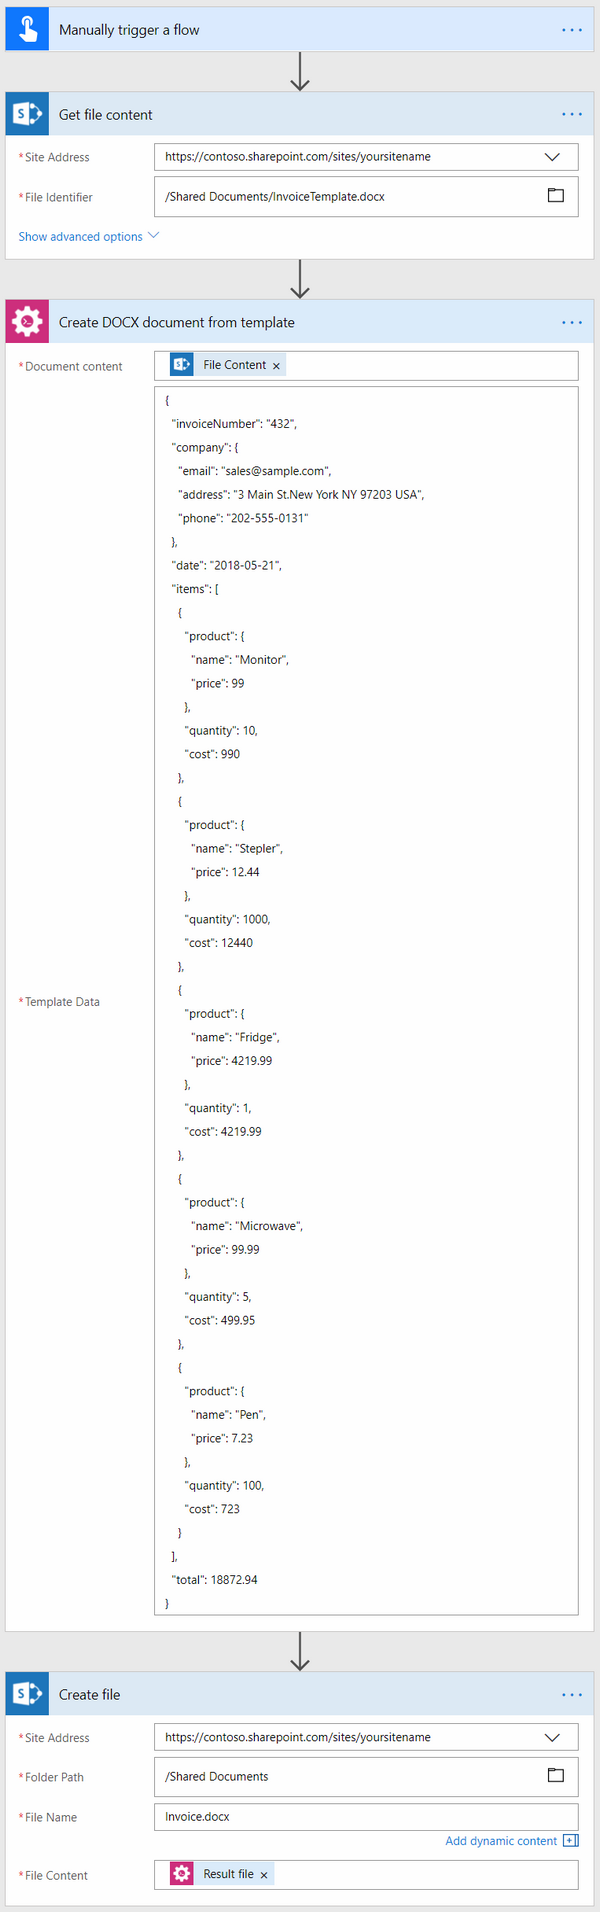 Manually trigger a flow
Get file content
*Site Address https://contoso.sharepoint.com/sites/yoursitename
*File Identifier /Shared Documents/InvoiceTemplate.docx
Show advanced options
Create DOCX document from template
*Document content File Content ×
{
"invoiceNumber": "432",
"company": {
"email": "sales@sample.com",
"address": "3 Main St.New York NY 97203 USA",
"phone": "202-555-0131"
},
"date": "2018-05-21",
"items": [
{
"product": {
"name": "Monitor",
"price": 99
},
"quantity": 10,
"cost": 990
},
{
"product": {
"name": "Stepler",
"price": 12.44
},
"quantity": 1000,
"cost": 12440
},
{
*Template Data
"product": {
"name": "Fridge",
"price": 4219.99
},
"quantity": 1,
"cost": 4219.99
},
{
"product": {
"name": "Microwave",
"price": 99.99
},
"quantity": 5,
"cost": 499.95
},
{
"product": {
"name": "Pen",
"price": 7.23
},
"quantity": 100,
"cost": 723
}
],
"total": 18872.94
}
Create file
*Site Address https://contoso.sharepoint.com/sites/yoursitename
*Folder Path /Shared Documents
*File Name Invoice.docx
Add dynamic content
*File Content Result file ×